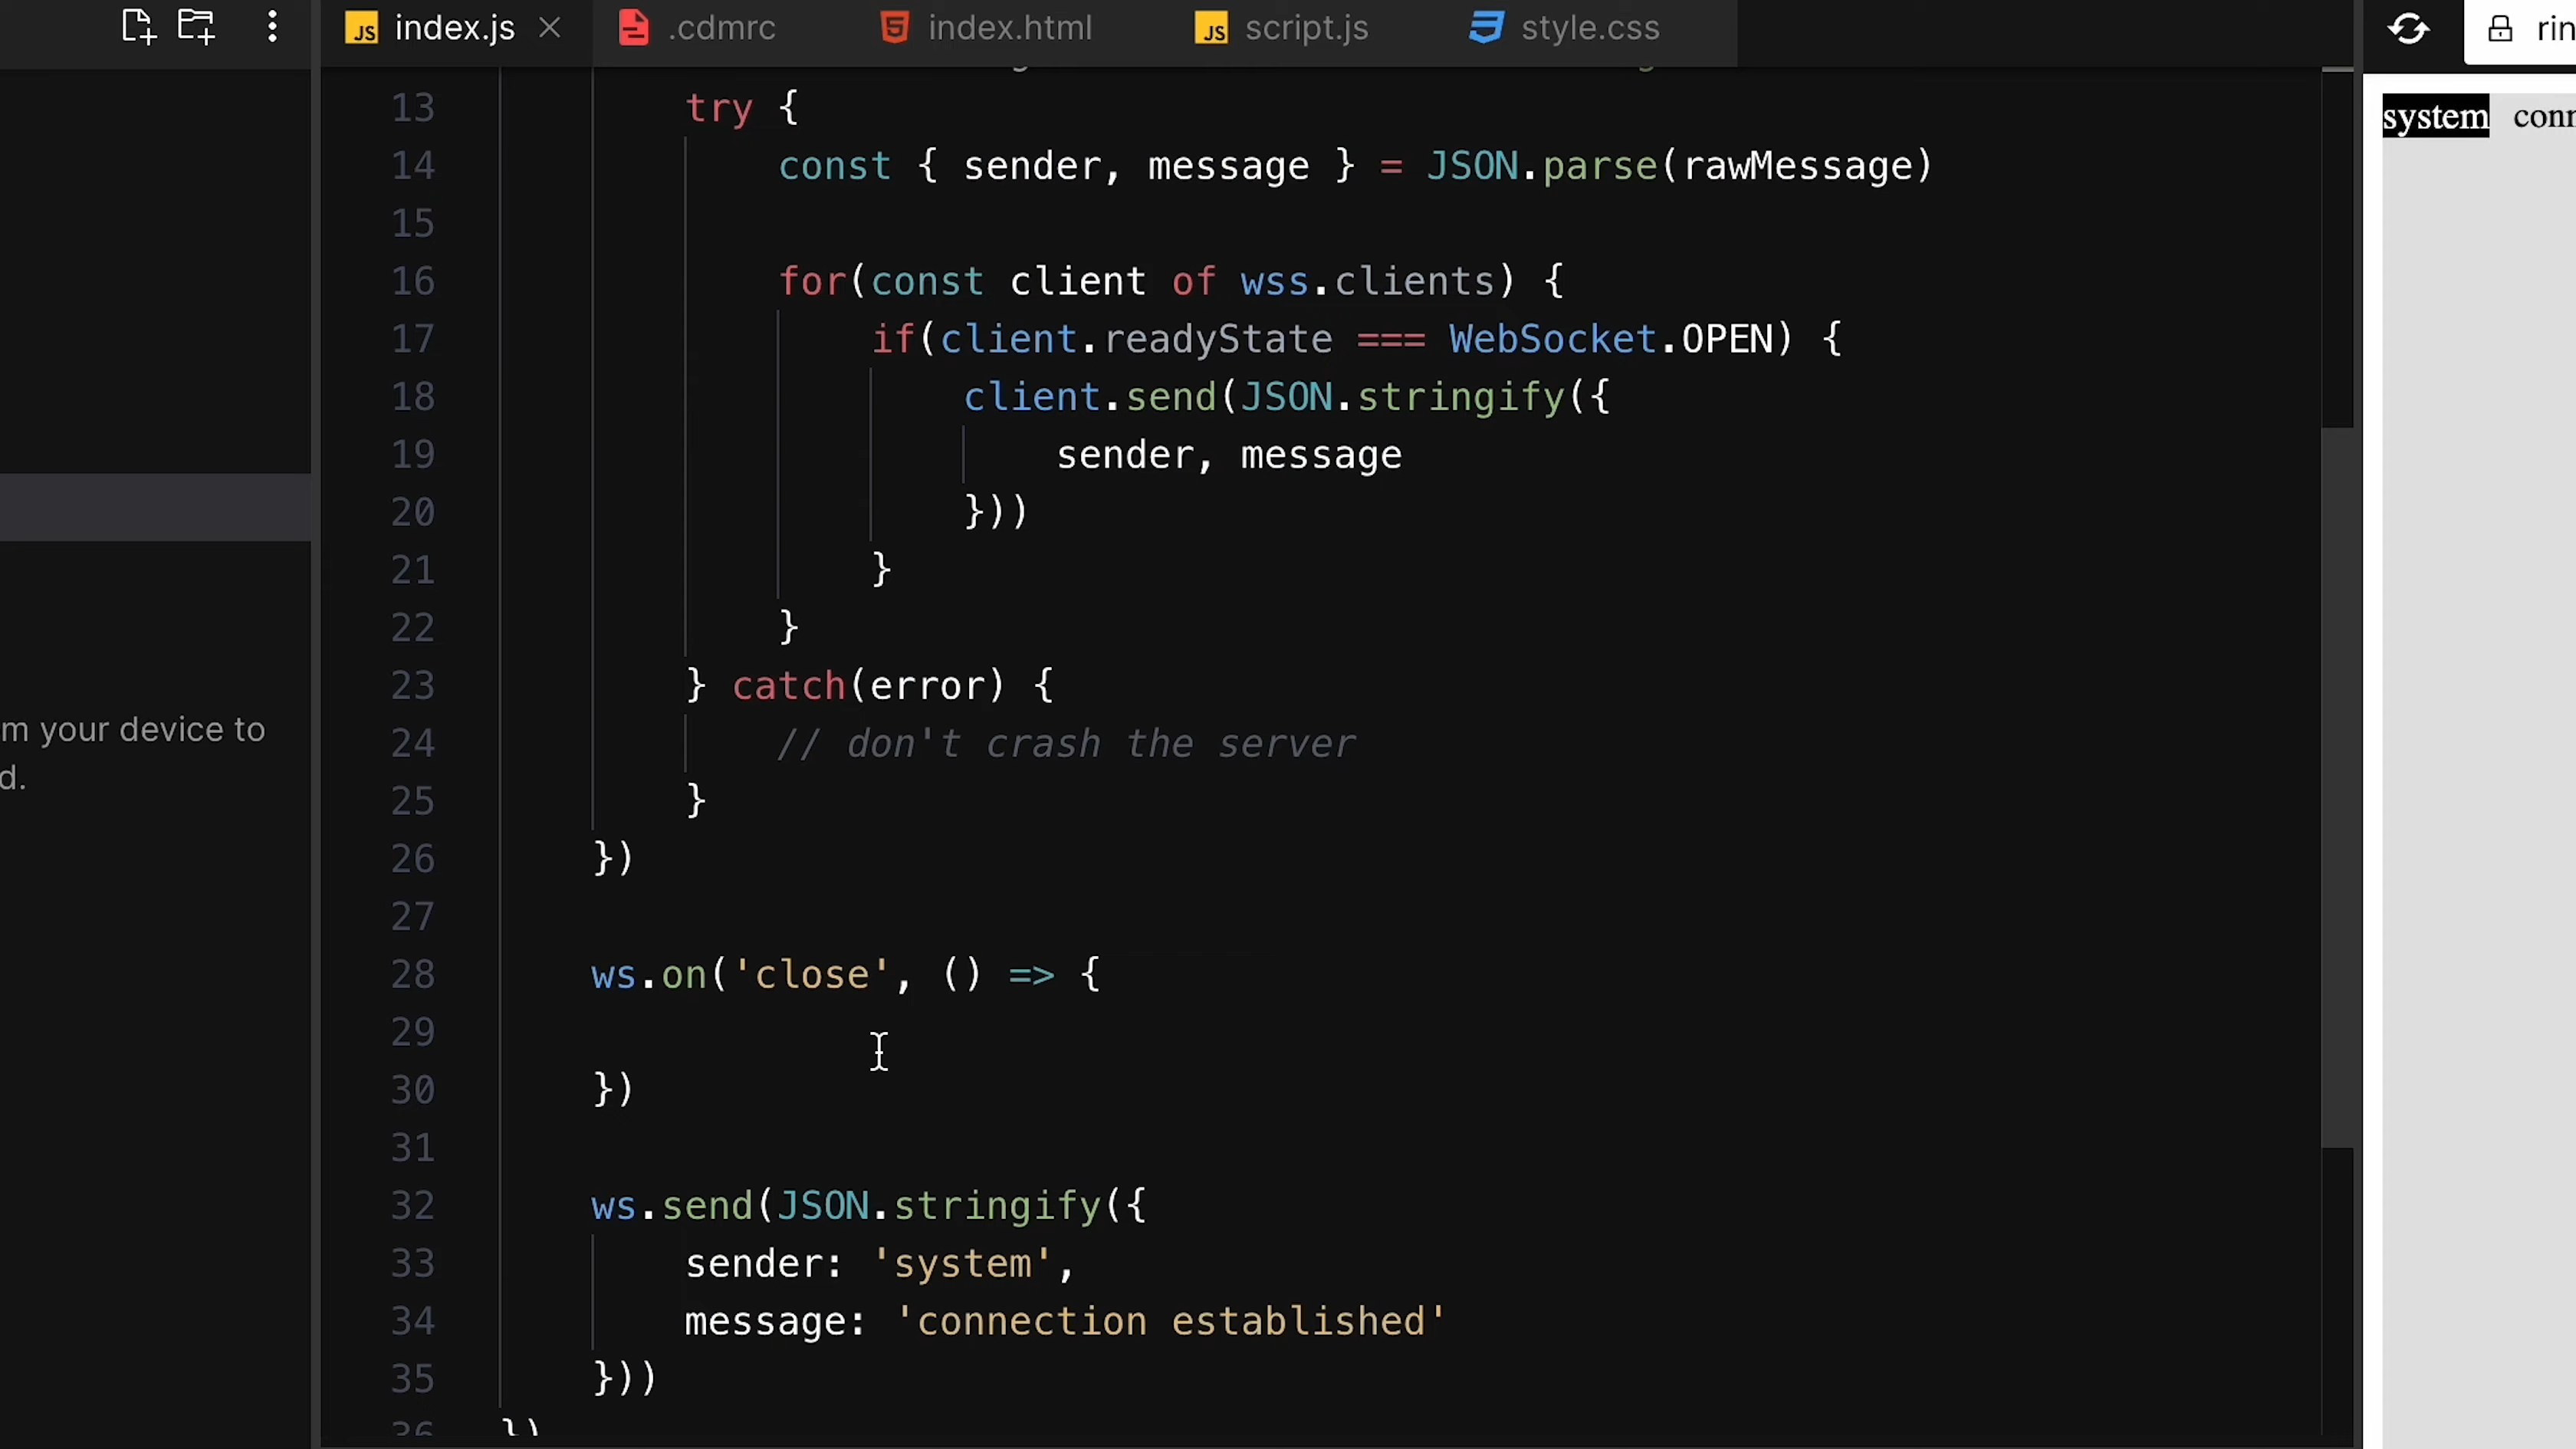 index.js
.cdmrc
index.html
script.js
style.css
rin
system conn
13 try {
14 const { sender, message } = JSON.parse(rawMessage)
15
16 for(const client of wss.clients) {
17 if(client.readyState === WebSocket.OPEN) {
18 client.send(JSON.stringify({
19 sender, message
20 }))
21 }
22 }
23 } catch(error) {
24 // don't crash the server
25 }
26 })
27
28 ws.on('close', () => {
29
30 })
31
32 ws.send(JSON.stringify({
33 sender: 'system',
34 message: 'connection established'
35 }))
36 })
m your device to
d.